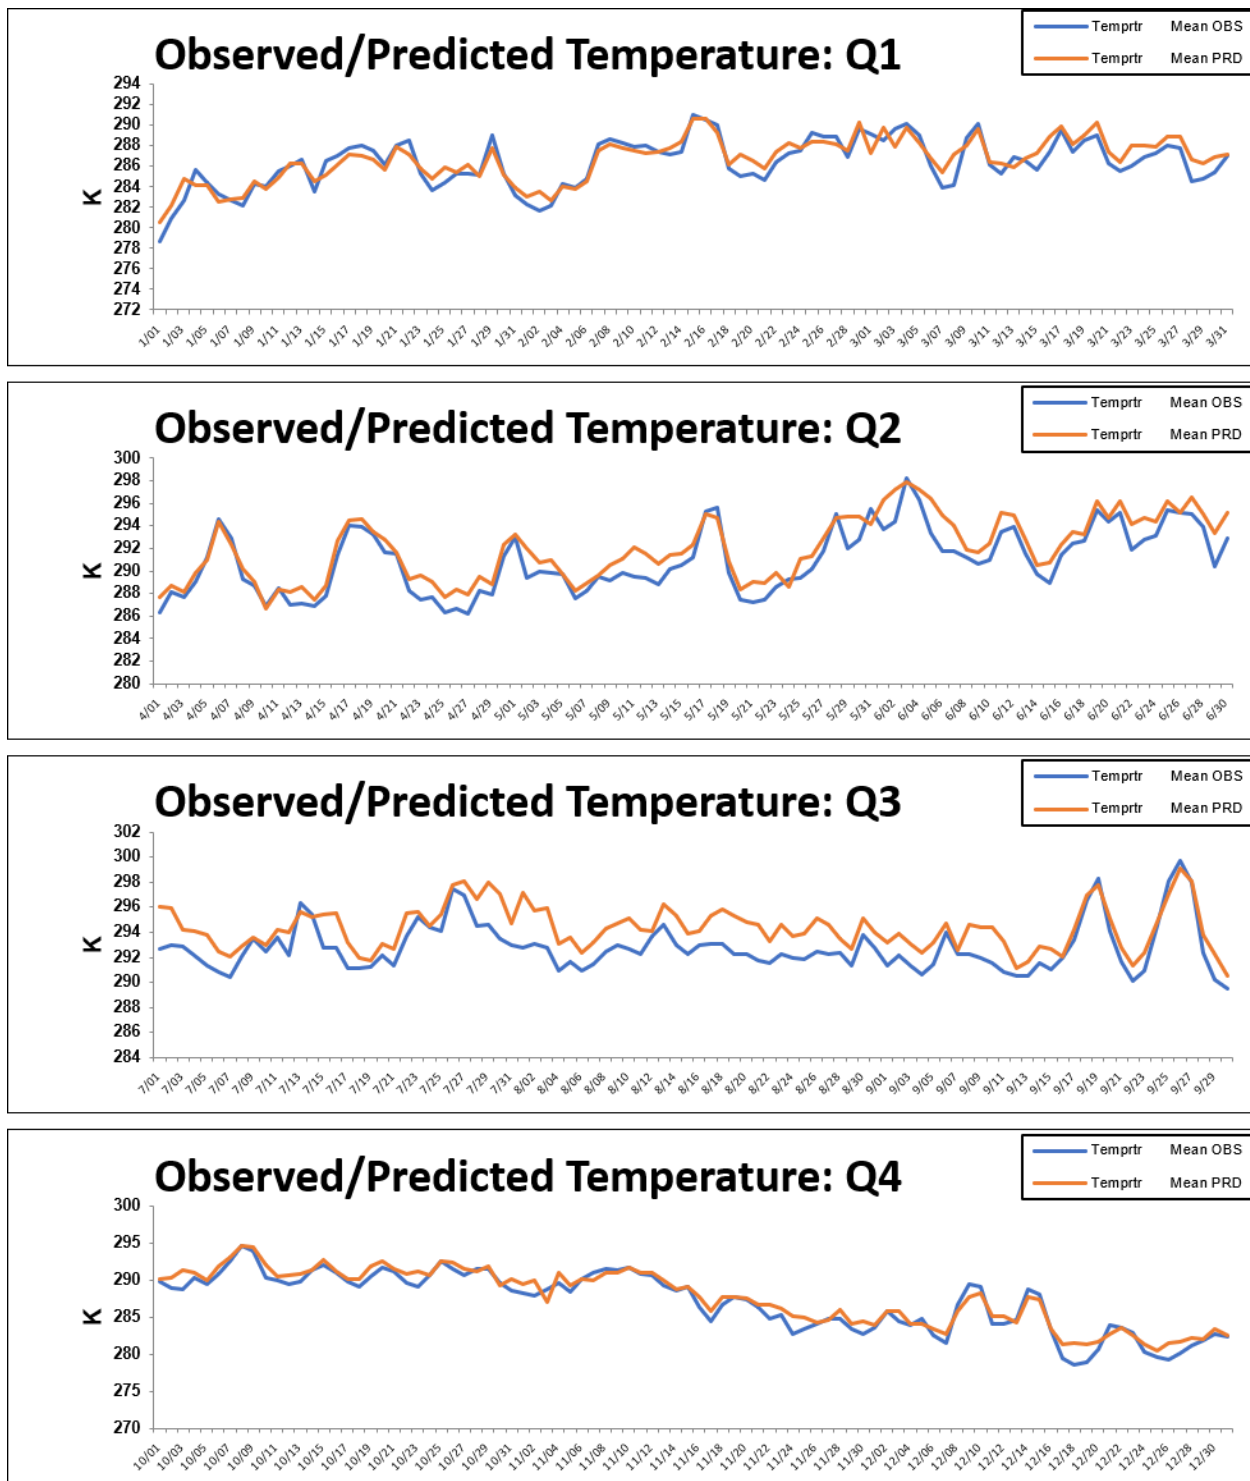 Observed/Predicted Temperature: Q1
Temprtr Mean OBS
Temprtr Mean PRD
K
294
292
290
288
286
284
282
280
278
276
274
272
1/01 1/03 1/05 1/07 1/09 1/11 1/13 1/15 1/17 1/19 1/21 1/23 1/25 1/27 1/29 1/31 2/02 2/04 2/06 2/08 2/10 2/12 2/14 2/16 2/18 2/20 2/22 2/24 2/26 2/28 3/01 3/03 3/05 3/07 3/09 3/11 3/13 3/15 3/17 3/19 3/21 3/23 3/25 3/27 3/29 3/31
Observed/Predicted Temperature: Q2
Temprtr Mean OBS
Temprtr Mean PRD
K
300
298
296
294
292
290
288
286
284
282
280
4/01 4/03 4/05 4/07 4/09 4/11 4/13 4/15 4/17 4/19 4/21 4/23 4/25 4/27 4/29 5/01 5/03 5/05 5/07 5/09 5/11 5/13 5/15 5/17 5/19 5/21 5/23 5/25 5/27 5/29 5/31 6/02 6/04 6/06 6/08 6/10 6/12 6/14 6/16 6/18 6/20 6/22 6/24 6/26 6/28 6/30
Observed/Predicted Temperature: Q3
Temprtr Mean OBS
Temprtr Mean PRD
K
302
300
298
296
294
292
290
288
286
284
7/01 7/03 7/05 7/07 7/09 7/11 7/13 7/15 7/17 7/19 7/21 7/23 7/25 7/27 7/29 7/31 8/02 8/04 8/06 8/08 8/10 8/12 8/14 8/16 8/18 8/20 8/22 8/24 8/26 8/28 8/30 9/01 9/03 9/05 9/07 9/09 9/11 9/13 9/15 9/17 9/19 9/21 9/23 9/25 9/27 9/29
Observed/Predicted Temperature: Q4
Temprtr Mean OBS
Temprtr Mean PRD
K
300
295
290
285
280
275
270
10/01 10/03 10/05 10/07 10/09 10/11 10/13 10/15 10/17 10/19 10/21 10/23 10/25 10/27 10/29 10/31 11/02 11/04 11/06 11/08 11/10 11/12 11/14 11/16 11/18 11/20 11/22 11/24 11/26 11/28 11/30 12/02 12/04 12/06 12/08 12/10 12/12 12/14 12/16 12/18 12/20 12/22 12/24 12/26 12/28 12/30